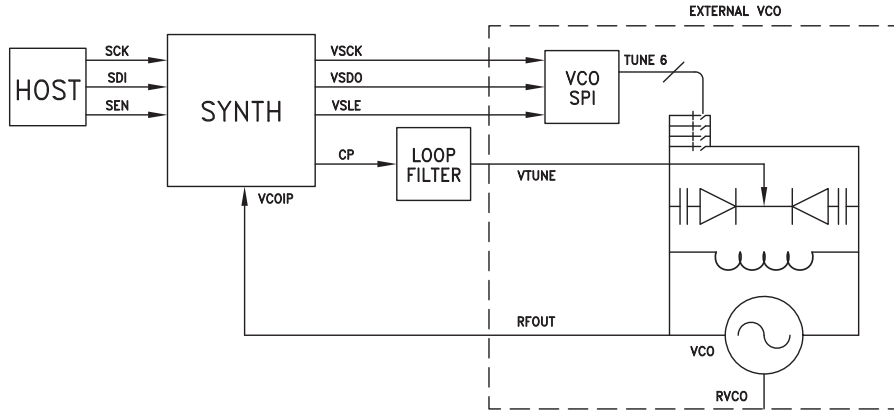 EXTERNAL VCO
SCK
SDI
SEN
HOST
SYNTH
VSCK
VSDO
VSLE
VCO
SPI
TUNE 6
CP
LOOP
FILTER
VTUNE
VCOIP
RFOUT
VCO
RVCO